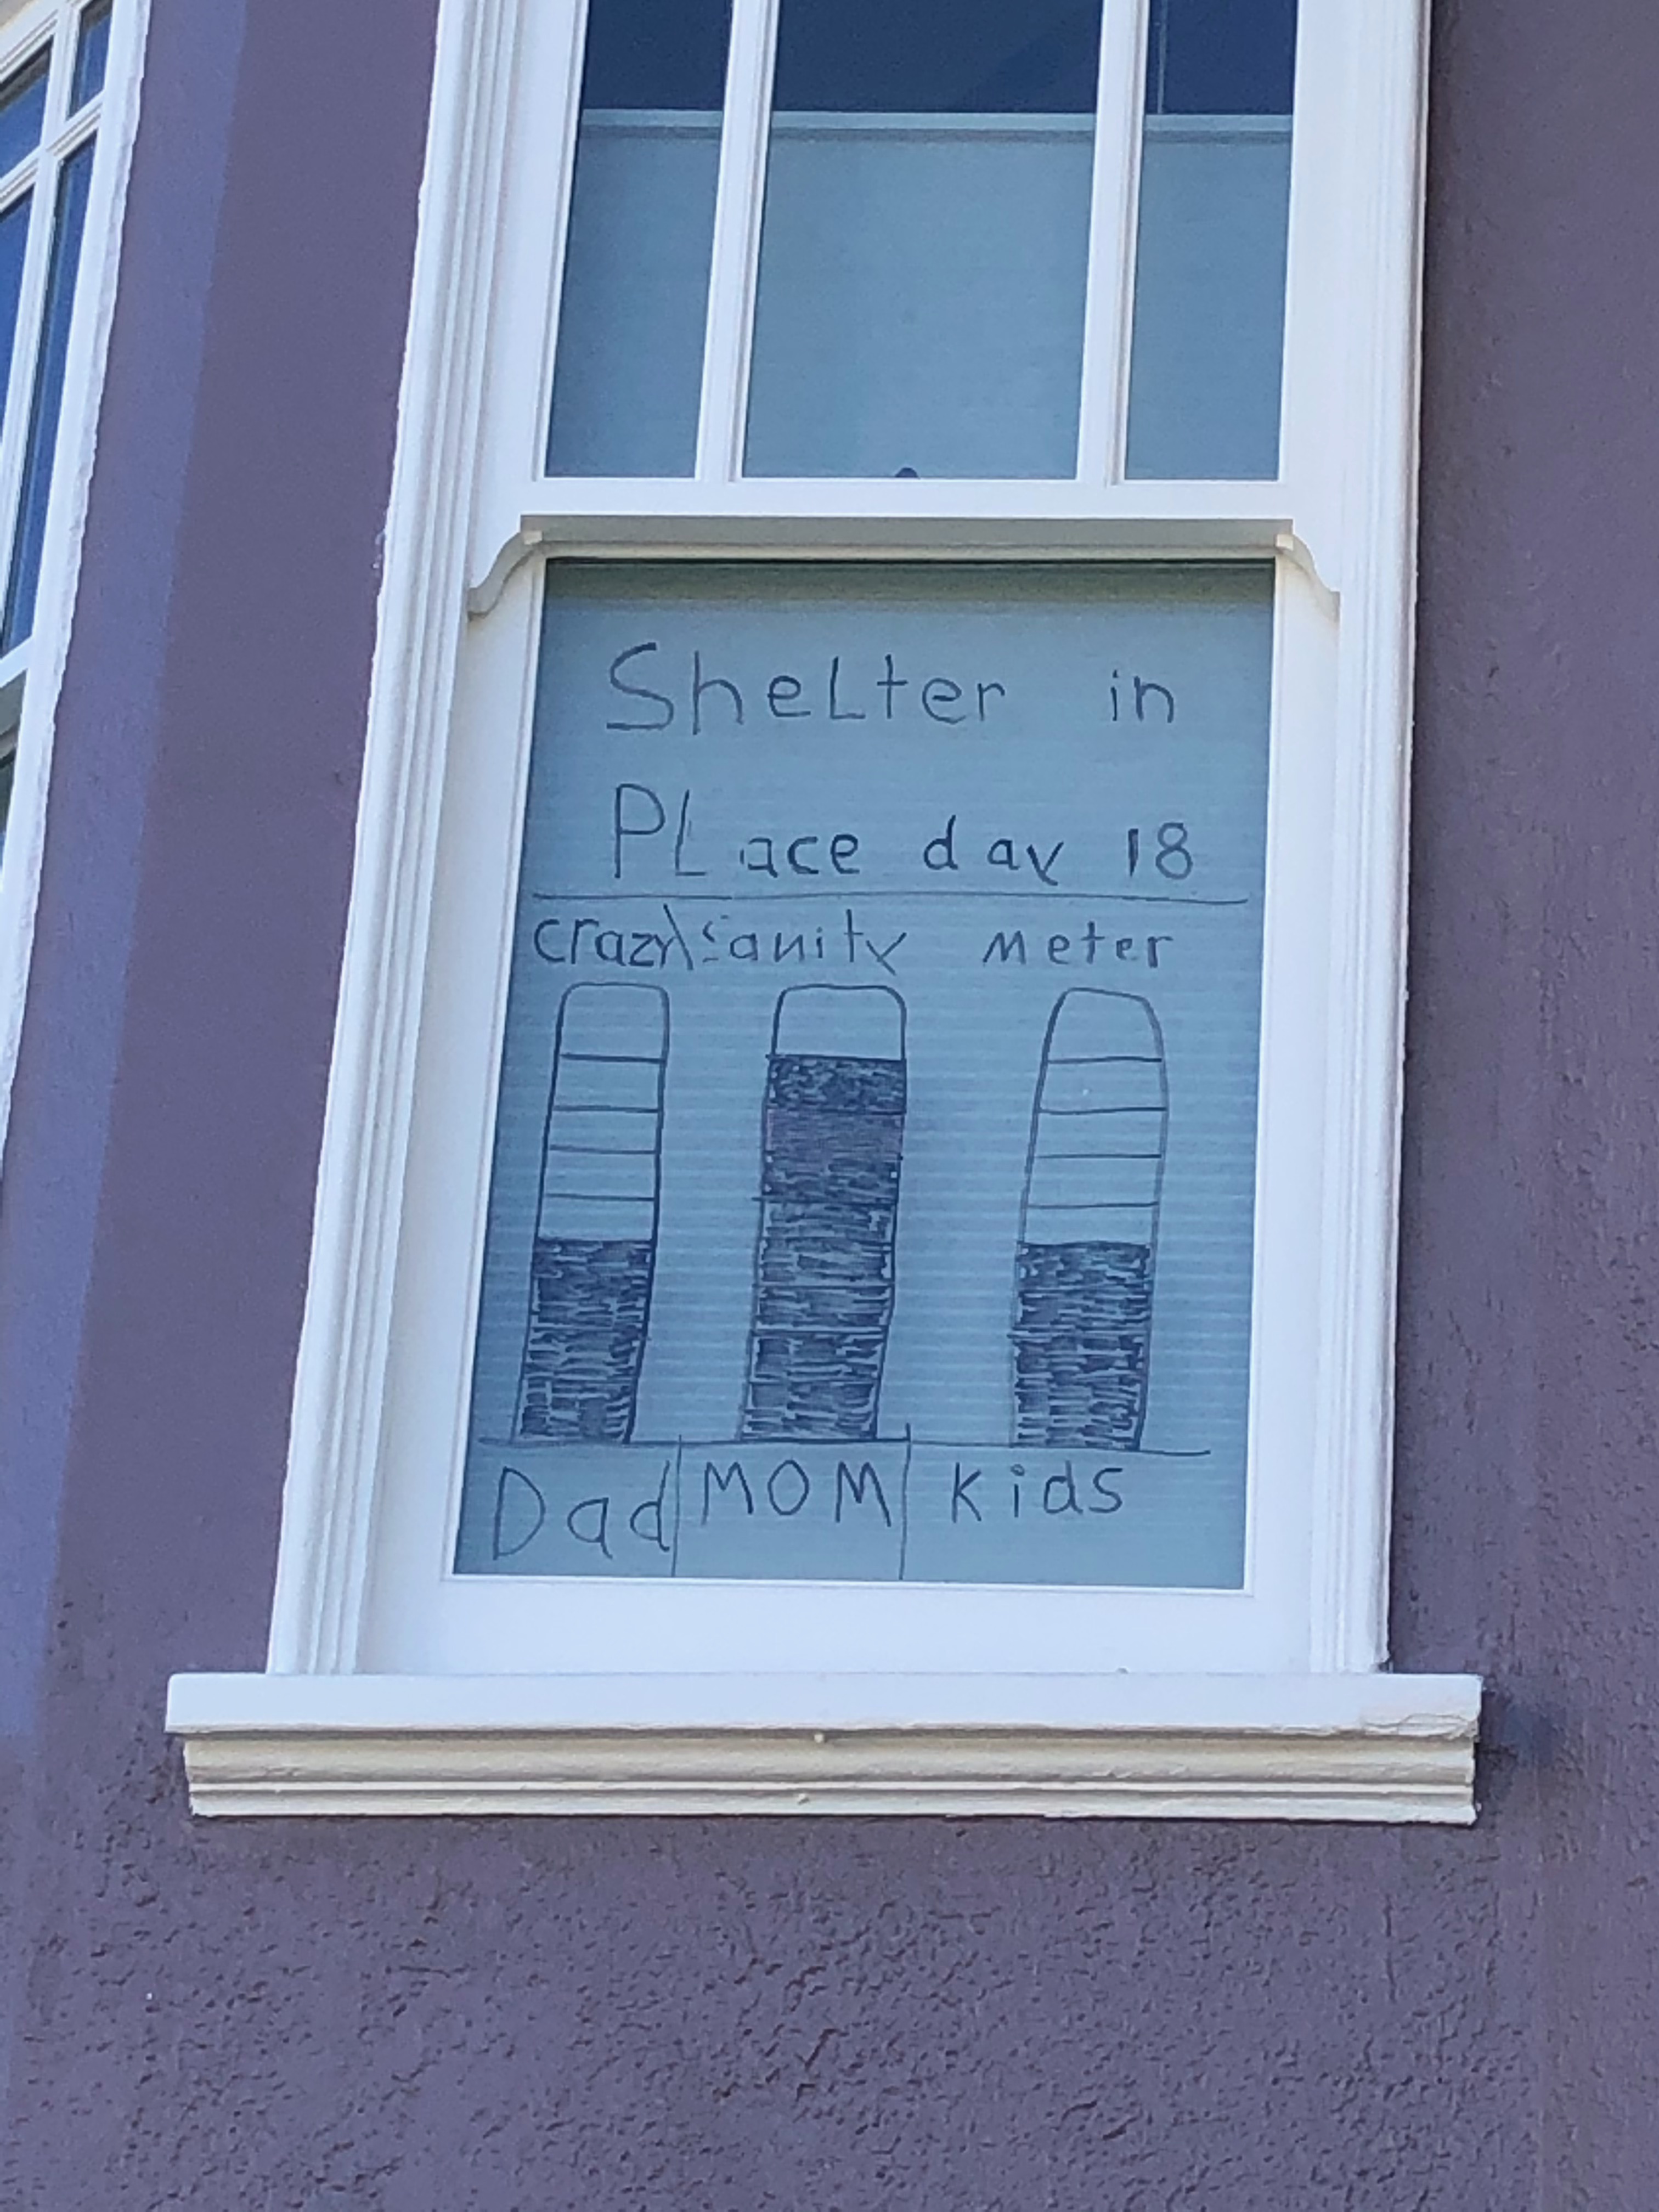 SheLter in
PLace day 18
crazy\sanity meter
Dad|MOM|Kids